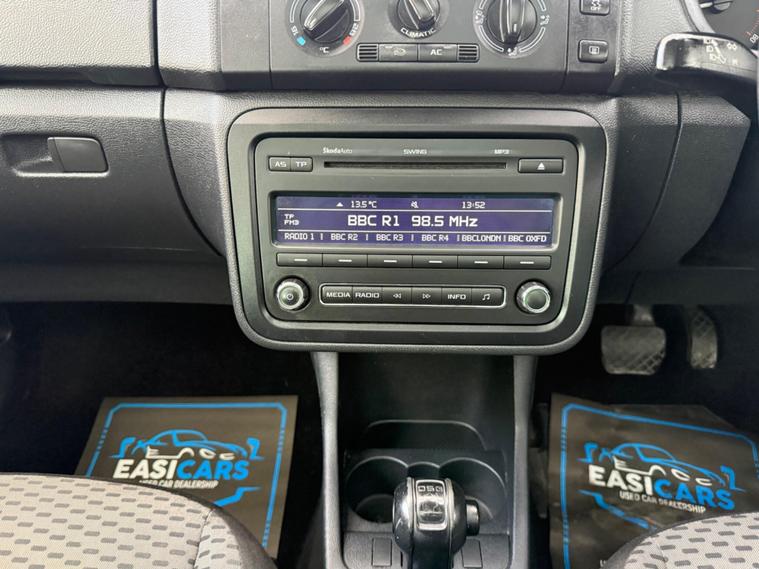 °C
CLIMATIC
AC
ŠkodaAuto SWING MP3
AS TP
13.5°C 13:52
TP
FM3
BBC R1 98.5 MHz
RADIO 1 | BBC R2 | BBC R3 | BBC R4 | BBCLONDN | BBC OXFD
MEDIA RADIO INFO
EASICARS
USED CAR DEALERSHIP
EASICARS
USED CAR DEALERSHIP